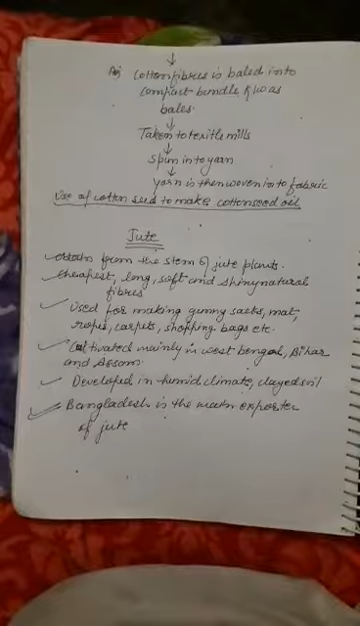 Cotton fibres is baled into
compact bundle k/w as
bales.
Taken to textile mills
Spun into yarn
Yarn is then woven into fabric
Use of cotton seed to make cottonseed oil
Jute
Obtain from the stem of jute plants.
Cheapest, long, soft and shiny natural
fibres
Used for making gunny sacks, mat,
ropes, carpets, shopping bags etc.
Cultivated mainly in west bengal, Bihar
and Assam
Developed in humid climate, clayed soil
Bangladesh is the main exporter
of jute